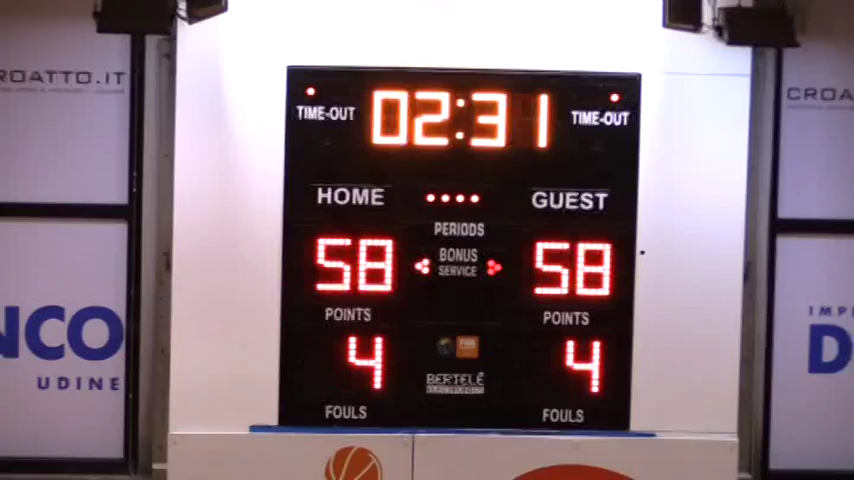 CROATTO.IT
CROA
TIME-OUT
02:31
TIME-OUT
HOME
GUEST
PERIODS
58
BONUS
SERVICE
58
POINTS
POINTS
4
4
BERTELÈ
FOULS
FOULS
NCO
UDINE
IMP
D